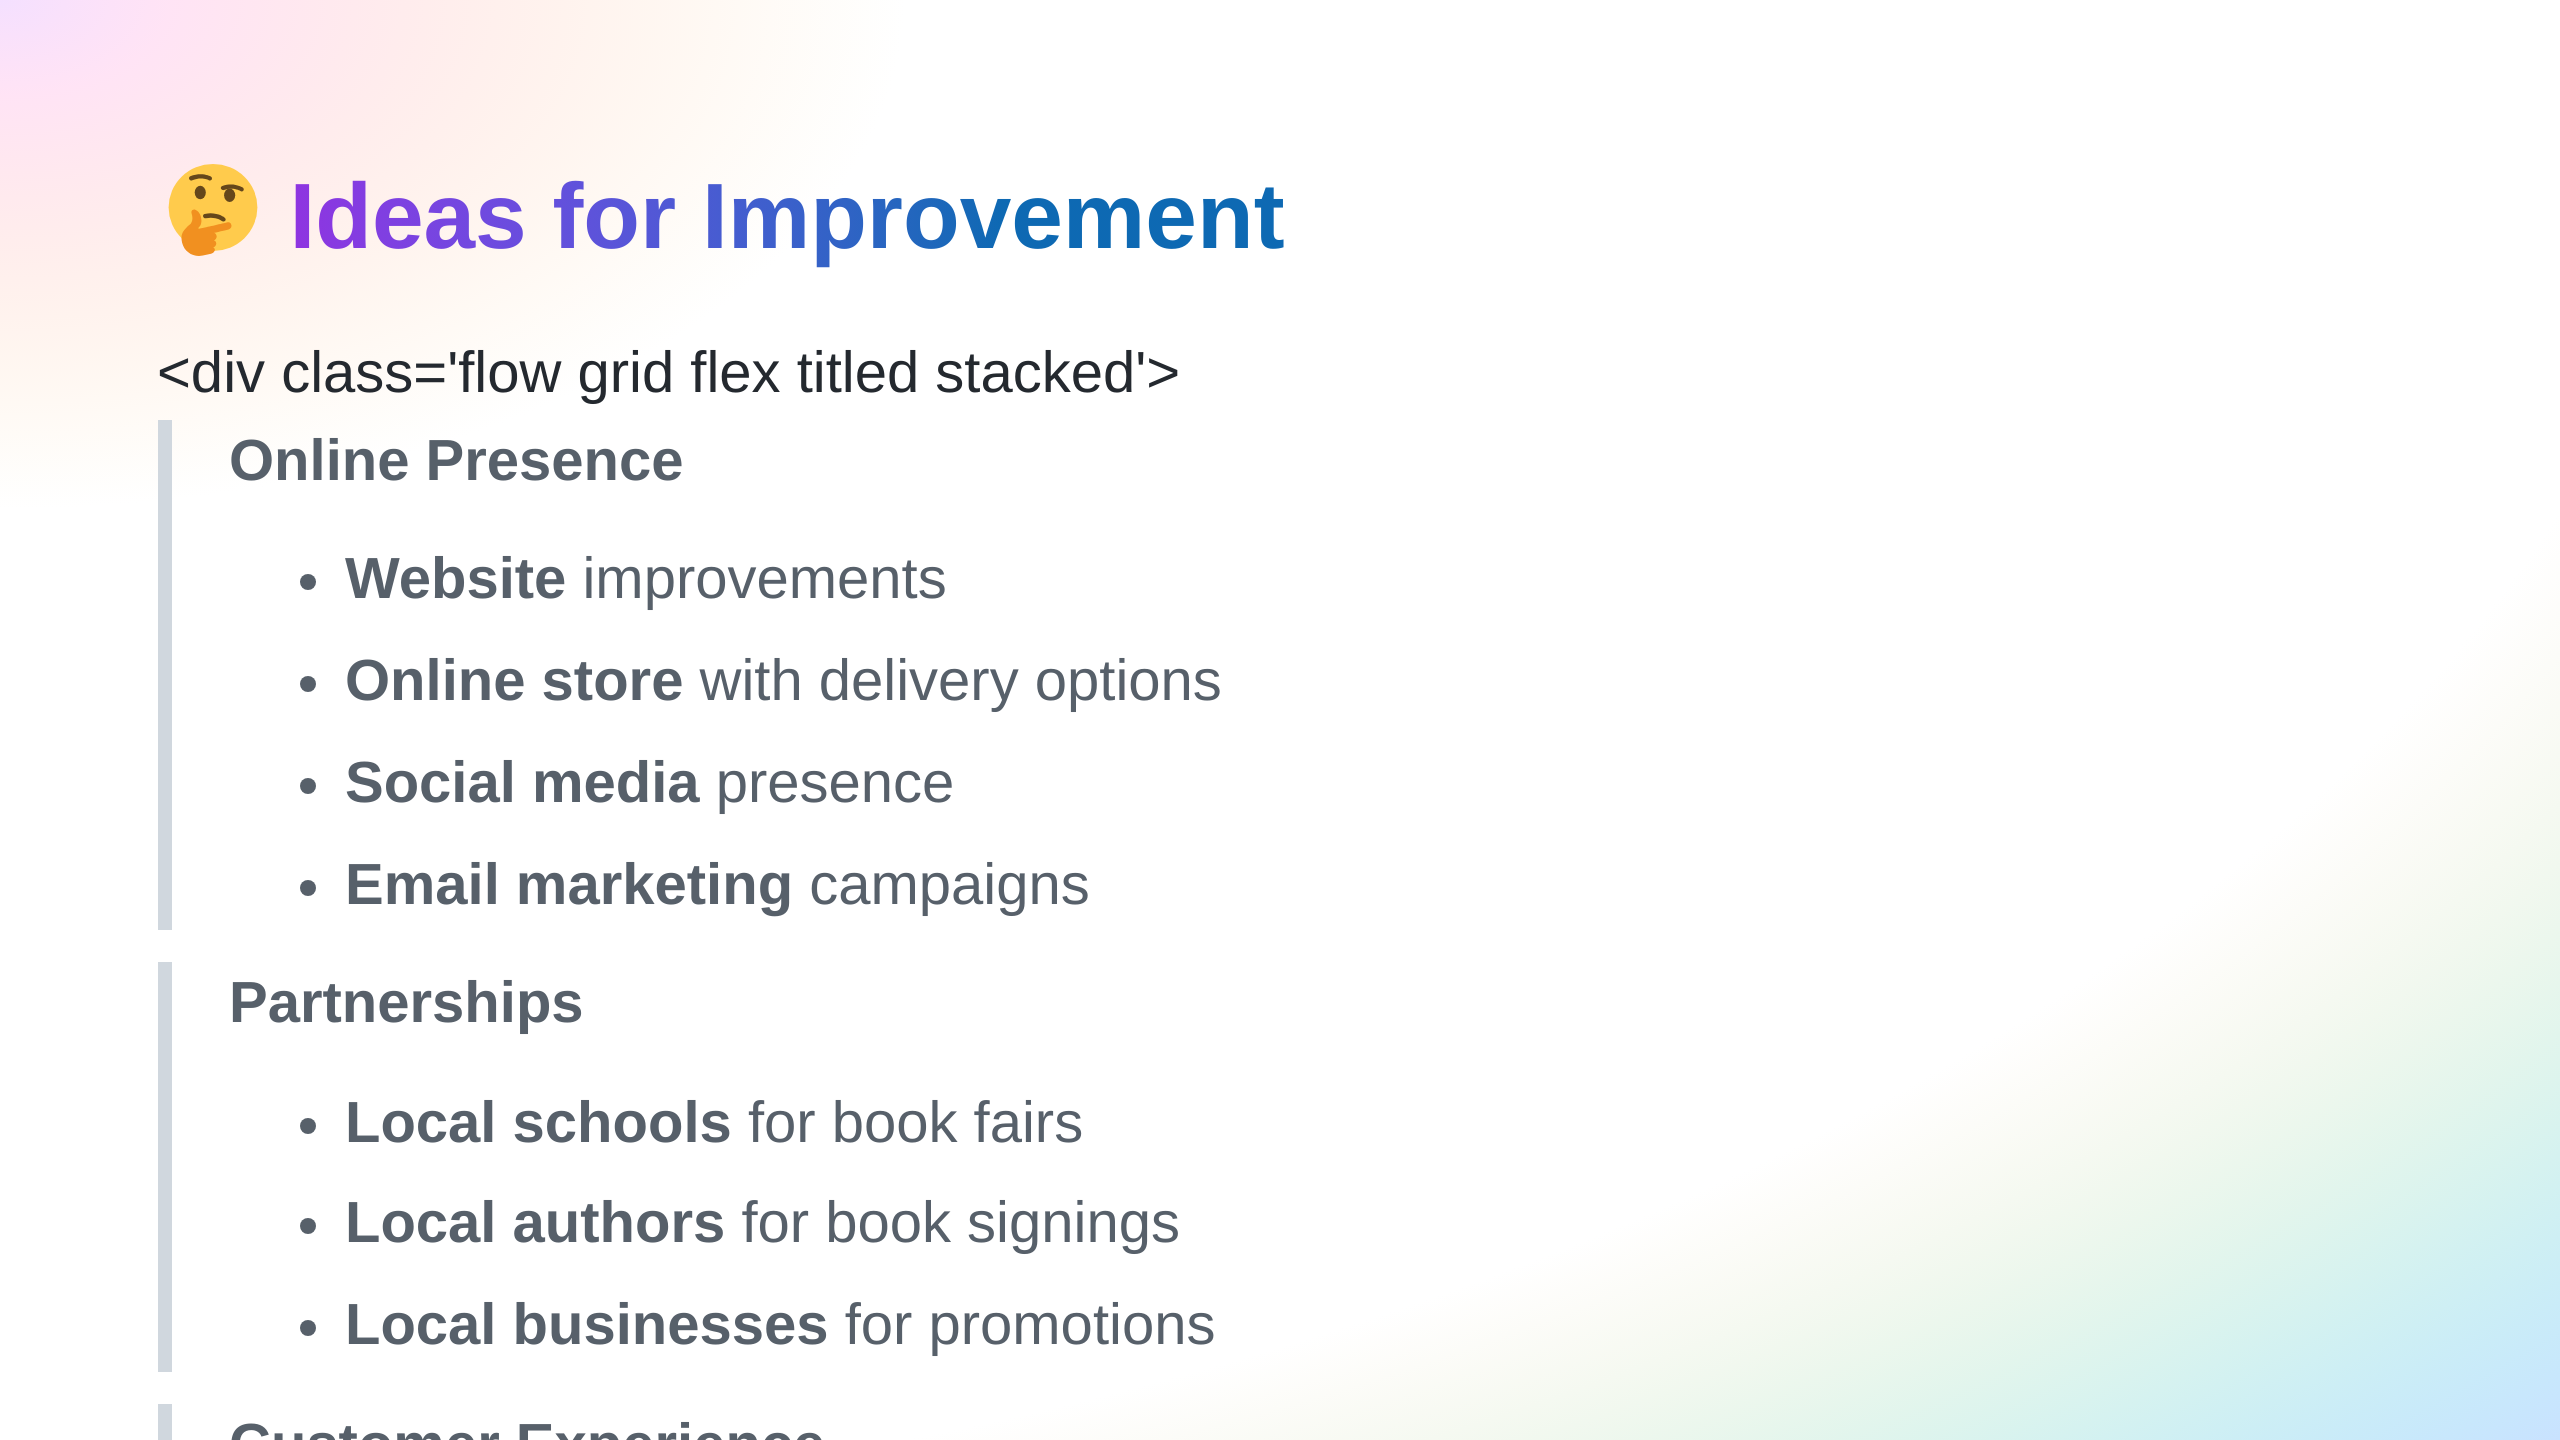 🤔 Ideas for Improvement
<div class='flow grid flex titled stacked'>
Online Presence
• Website improvements
• Online store with delivery options
• Social media presence
• Email marketing campaigns
Partnerships
• Local schools for book fairs
• Local authors for book signings
• Local businesses for promotions
Customer Experience